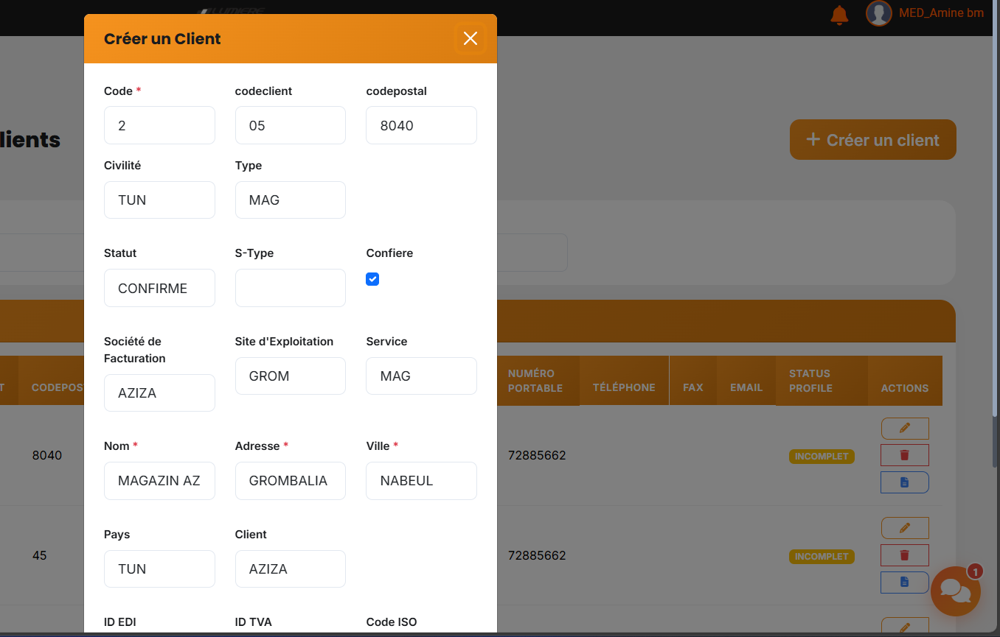 LUMIERE
MED_Amine bm
Créer un Client
Code *
codeclient
codepostal
2
05
8040
lients
Créer un client
Civilité
Type
TUN
MAG
Statut
S-Type
Confiere
CONFIRME
Société de
Facturation
Site d'Exploitation
Service
AZIZA
GROM
MAG
T
CODEPOS
NUMÉRO
PORTABLE
TÉLÉPHONE
FAX
EMAIL
STATUS
PROFILE
ACTIONS
Nom *
Adresse *
Ville *
8040
72885662
INCOMPLET
MAGAZIN AZ
GROMBALIA
NABEUL
Pays
Client
45
72885662
INCOMPLET
TUN
AZIZA
1
ID EDI
ID TVA
Code ISO